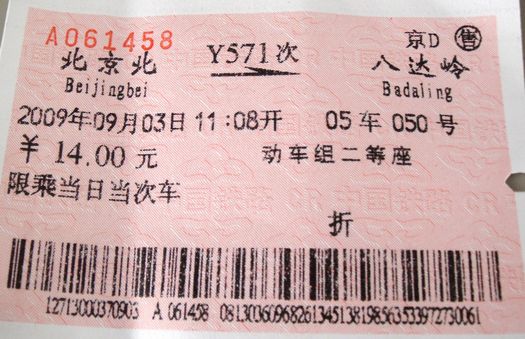 A061458 京D 售
北京北 Y571次 八达岭
Beijingbei Badaling
2009年09月03日 11:08开 05车 050号
￥14.00元 动车组二等座
限乘当日当次车
折
12713000370903 A 061458 08130360968261345138198563533972730061